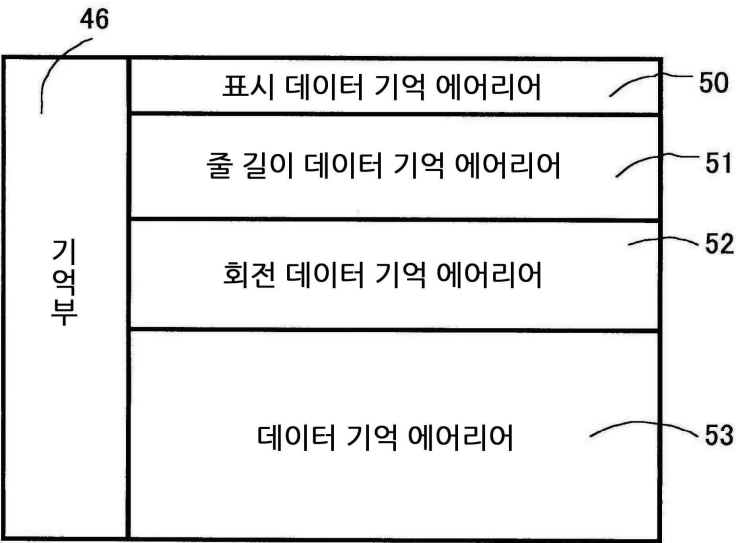 46
표시 데이터 기억 에어리어
50
줄 길이 데이터 기억 에어리어
51
기억부
회전 데이터 기억 에어리어
52
데이터 기억 에어리어
53